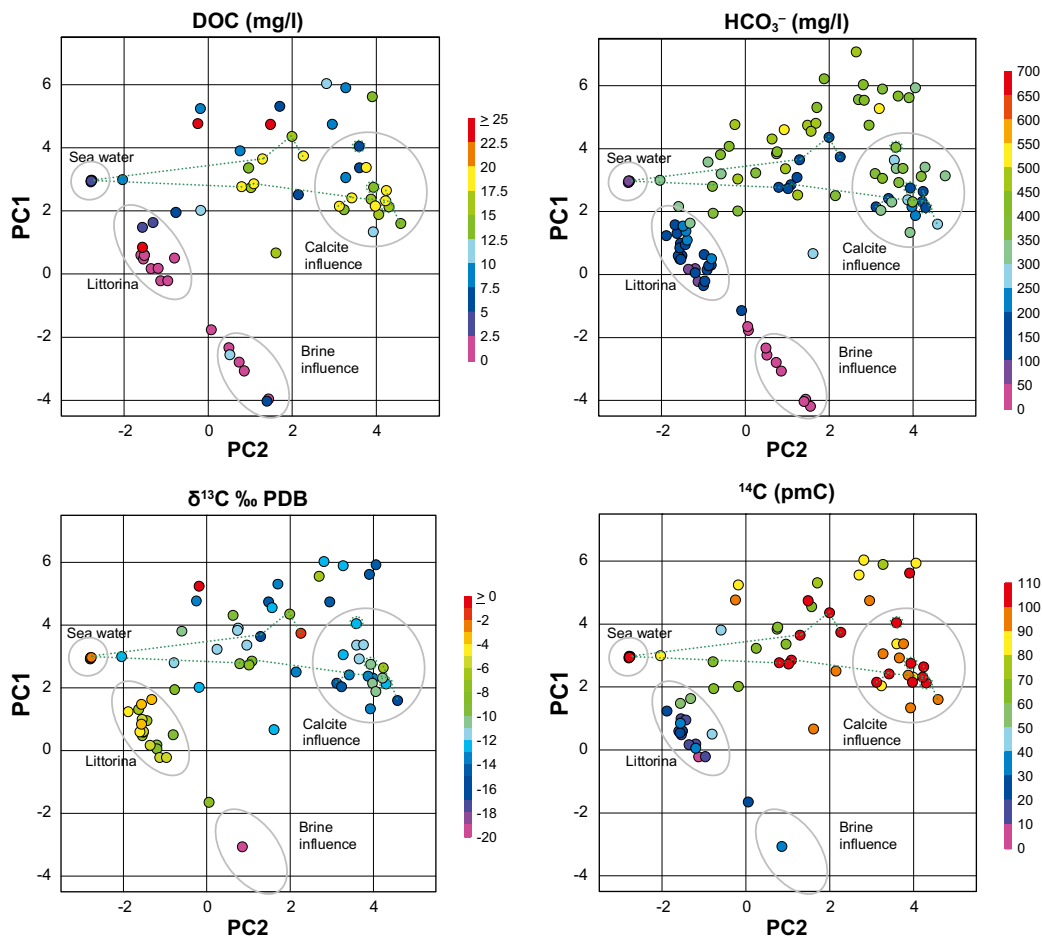 DOC (mg/l)
6
4
2
0
-2
-4
PC1
-2
0
2
4
PC2
Sea water
Littorina
Calcite
influence
Brine
influence
≥ 25
22.5
20
17.5
15
12.5
10
7.5
5
2.5
0
HCO₃⁻ (mg/l)
6
4
2
0
-2
-4
PC1
-2
0
2
4
PC2
Sea water
Littorina
Calcite
influence
Brine
influence
700
600
550
500
450
400
350
300
250
200
150
100
50
0
δ¹³C ‰ PDB
6
4
2
0
-2
-4
PC1
-2
0
2
4
PC2
Sea water
Littorina
Calcite
influence
Brine
influence
≥ 0
-2
-4
-6
-8
-10
-12
-14
-16
-18
-20
¹⁴C (pmC)
6
4
2
0
-2
-4
PC1
-2
0
2
4
PC2
Sea water
Littorina
Calcite
influence
Brine
influence
110
100
90
80
70
60
50
40
30
20
10
0